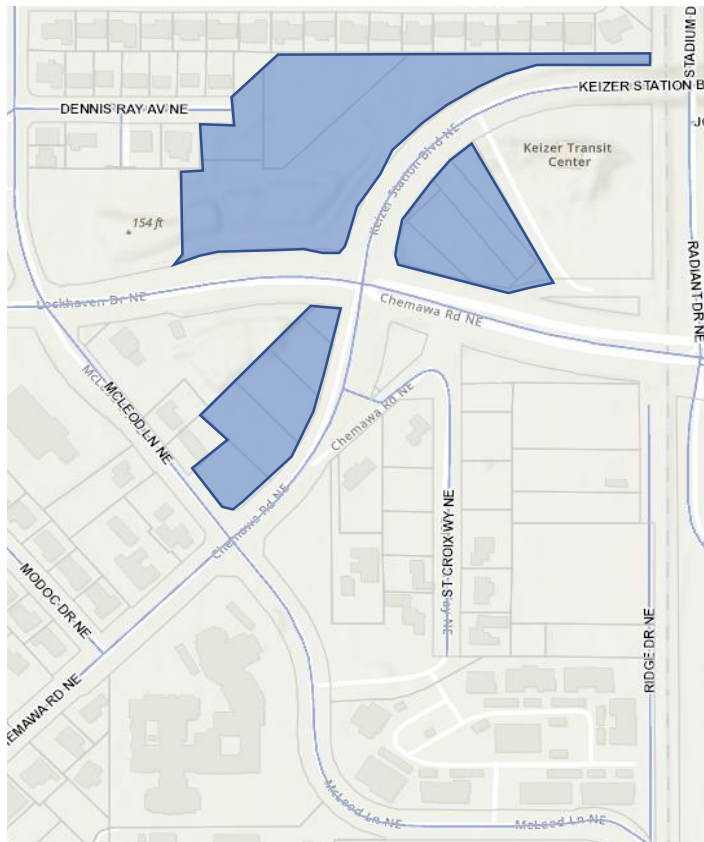 STADIUM D
KEIZER STATION B
DENNIS RAY AV NE
Keizer Station Blvd NE
Keizer Transit
Center
154 ft
RADIANT DR NE
Lockhaven Dr NE
Chemawa Rd NE
MCLEOD LN NE
Chemawa Rd NE
Chemawa Rd NE
ST CROIX WY NE
MODOC DR NE
RIDGE DR NE
EMAWA RD NE
McLeod Ln NE
McLeod Ln NE